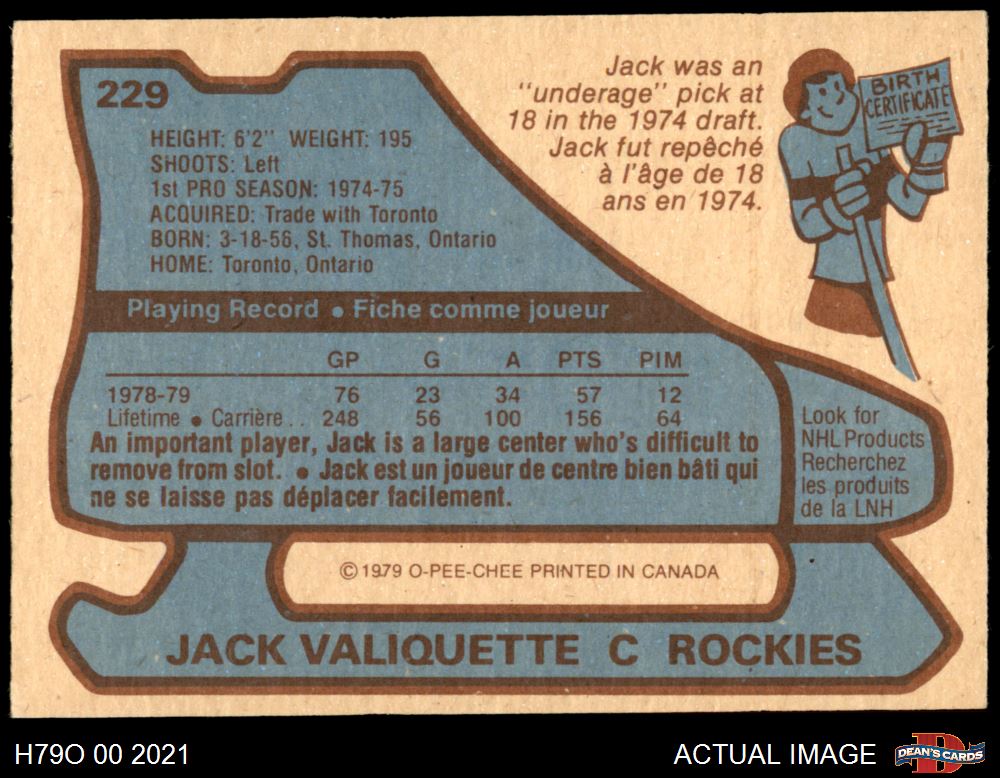 229
HEIGHT: 6'2" WEIGHT: 195
SHOOTS: Left
1st PRO SEASON: 1974-75
ACQUIRED: Trade with Toronto
BORN: 3-18-56, St. Thomas, Ontario
HOME: Toronto, Ontario
Jack was an
"underage" pick at
18 in the 1974 draft.
Jack fut repêché
à l'âge de 18
ans en 1974.
BIRTH
CERTIFICATE
Playing Record • Fiche comme joueur
GP G A PTS PIM
1978-79 76 23 34 57 12
Lifetime • Carrière . . 248 56 100 156 64
An important player, Jack is a large center who's difficult to
remove from slot. • Jack est un joueur de centre bien bâti qui
ne se laisse pas déplacer facilement.
Look for
NHL Products
Recherchez
les produits
de la LNH
© 1979 O-PEE-CHEE PRINTED IN CANADA
JACK VALIQUETTE C ROCKIES
H79O 00 2021
ACTUAL IMAGE
D
DEAN'S CARDS